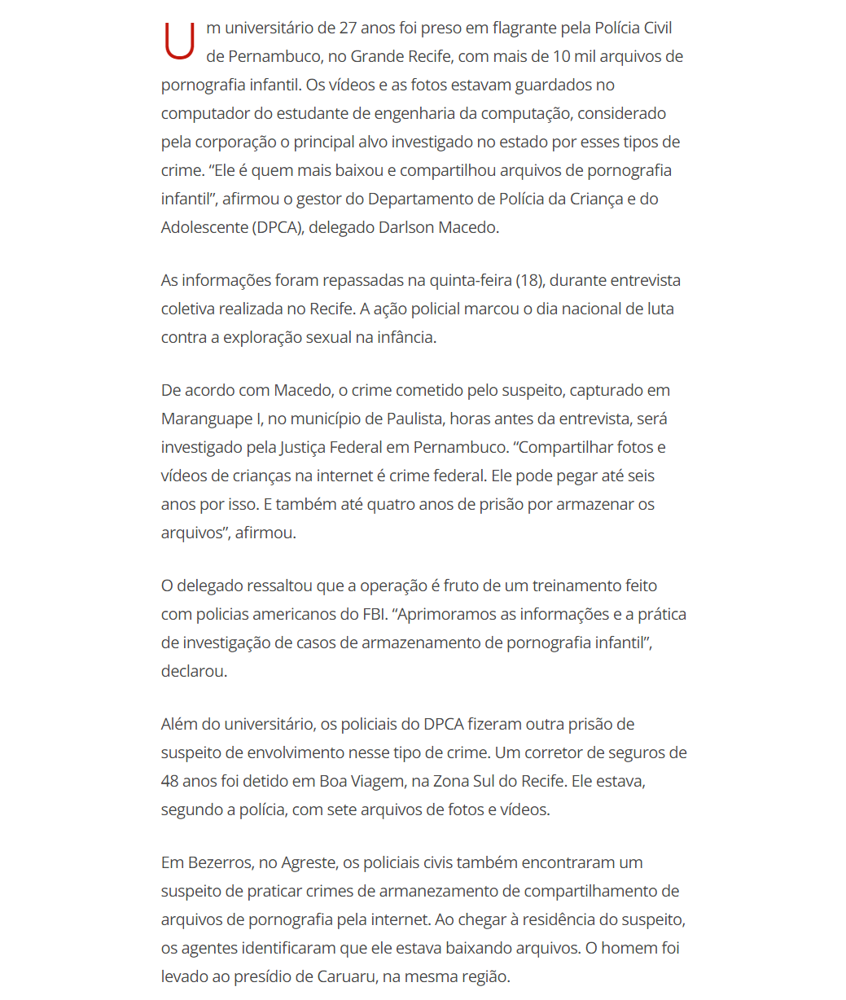 Um universitário de 27 anos foi preso em flagrante pela Polícia Civil
de Pernambuco, no Grande Recife, com mais de 10 mil arquivos de
pornografia infantil. Os vídeos e as fotos estavam guardados no
computador do estudante de engenharia da computação, considerado
pela corporação o principal alvo investigado no estado por esses tipos de
crime. “Ele é quem mais baixou e compartilhou arquivos de pornografia
infantil”, afirmou o gestor do Departamento de Polícia da Criança e do
Adolescente (DPCA), delegado Darlson Macedo.
As informações foram repassadas na quinta-feira (18), durante entrevista
coletiva realizada no Recife. A ação policial marcou o dia nacional de luta
contra a exploração sexual na infância.
De acordo com Macedo, o crime cometido pelo suspeito, capturado em
Maranguape I, no município de Paulista, horas antes da entrevista, será
investigado pela Justiça Federal em Pernambuco. “Compartilhar fotos e
vídeos de crianças na internet é crime federal. Ele pode pegar até seis
anos por isso. E também até quatro anos de prisão por armazenar os
arquivos”, afirmou.
O delegado ressaltou que a operação é fruto de um treinamento feito
com policias americanos do FBI. “Aprimoramos as informações e a prática
de investigação de casos de armazenamento de pornografia infantil”,
declarou.
Além do universitário, os policiais do DPCA fizeram outra prisão de
suspeito de envolvimento nesse tipo de crime. Um corretor de seguros de
48 anos foi detido em Boa Viagem, na Zona Sul do Recife. Ele estava,
segundo a polícia, com sete arquivos de fotos e vídeos.
Em Bezerros, no Agreste, os policiais civis também encontraram um
suspeito de praticar crimes de armanezamento de compartilhamento de
arquivos de pornografia pela internet. Ao chegar à residência do suspeito,
os agentes identificaram que ele estava baixando arquivos. O homem foi
levado ao presídio de Caruaru, na mesma região.